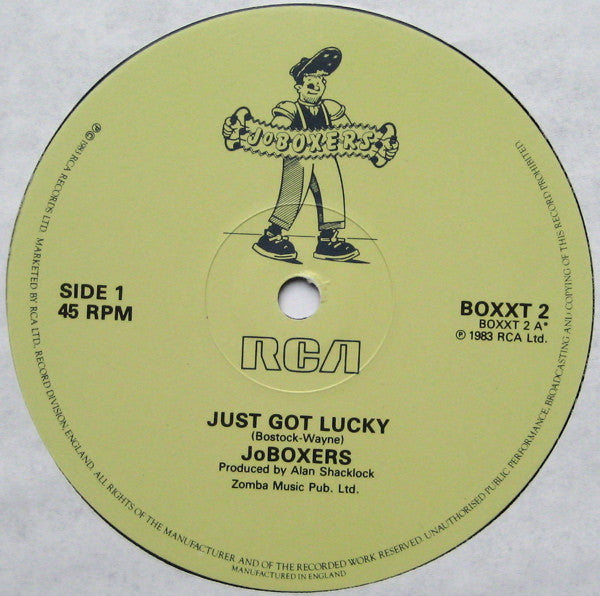 JoBOXERS
SIDE 1
45 RPM
BOXXT 2
BOXXT 2 A*
Ⓟ 1983 RCA Ltd.
RCA
JUST GOT LUCKY
(Bostock-Wayne)
JoBOXERS
Produced by Alan Shacklock
Zomba Music Pub. Ltd.
Ⓟ 1983 RCA RECORDS LTD. MARKETED BY RCA LTD., RECORD DIVISION, ENGLAND. ALL RIGHTS OF THE MANUFACTURER AND OF THE RECORDED WORK RESERVED. UNAUTHORISED PUBLIC PERFORMANCE, BROADCASTING AND COPYING OF THIS RECORD PROHIBITED.
MANUFACTURED IN ENGLAND